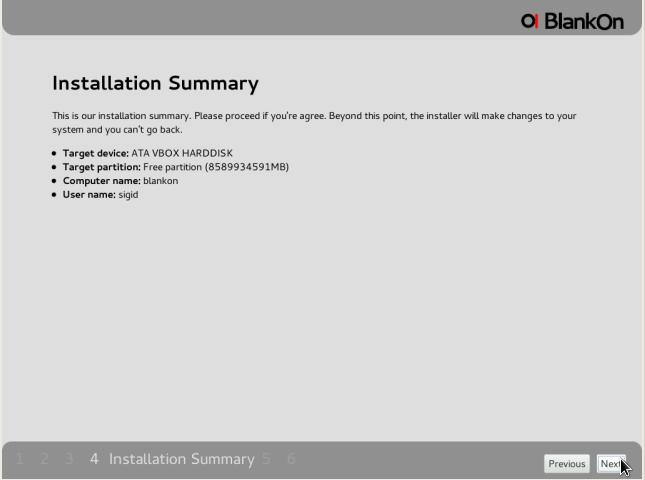 BlankOn
Installation Summary
This is our installation summary. Please proceed if you're agree. Beyond this point, the installer will make changes to your
system and you can't go back.
• Target device: ATA VBOX HARDDISK
• Target partition: Free partition (8589934591MB)
• Computer name: blankon
• User name: sigid
1 2 3 4 Installation Summary 5 6
Previous Next